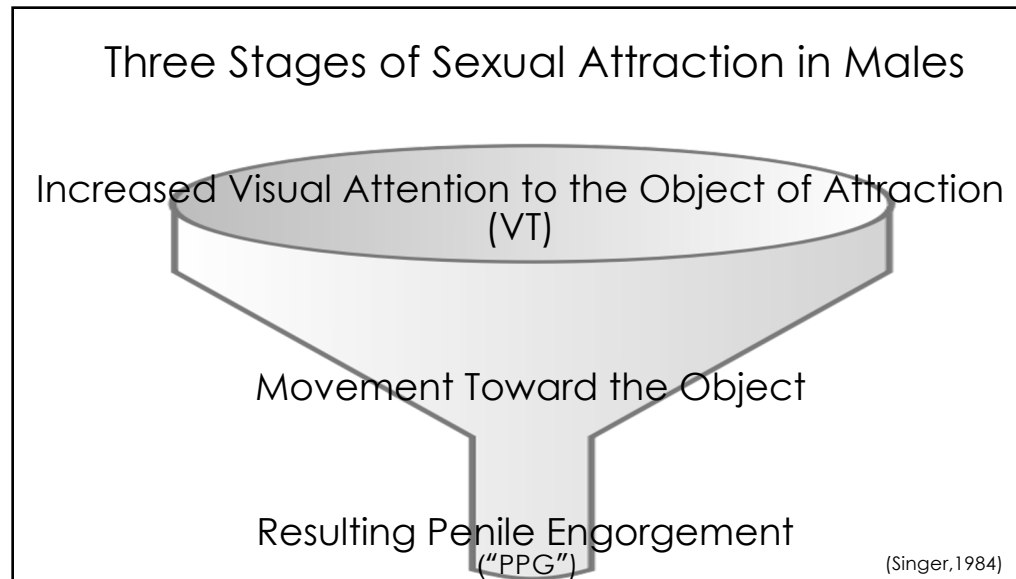 Three Stages of Sexual Attraction in Males
Increased Visual Attention to the Object of Attraction
(VT)
Movement Toward the Object
Resulting Penile Engorgement
(“PPG”)
(Singer,1984)